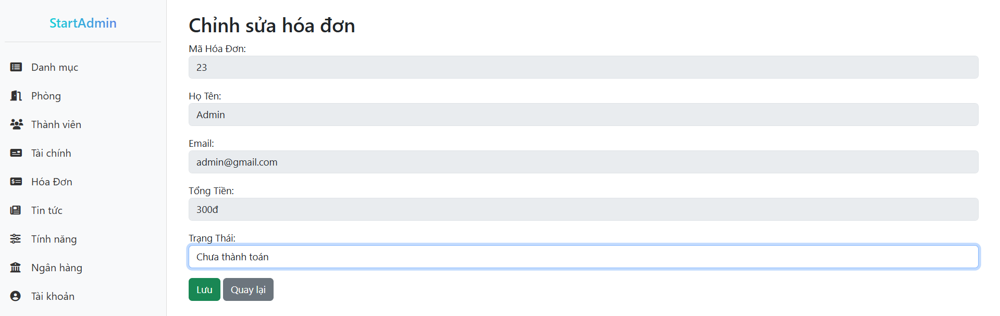 StartAdmin
Danh mục
Phòng
Thành viên
Tài chính
Hóa Đơn
Tin tức
Tính năng
Ngân hàng
Tài khoản
Chỉnh sửa hóa đơn
Mã Hóa Đơn:
23
Họ Tên:
Admin
Email:
admin@gmail.com
Tổng Tiền:
300đ
Trạng Thái:
Chưa thành toán
Lưu
Quay lại